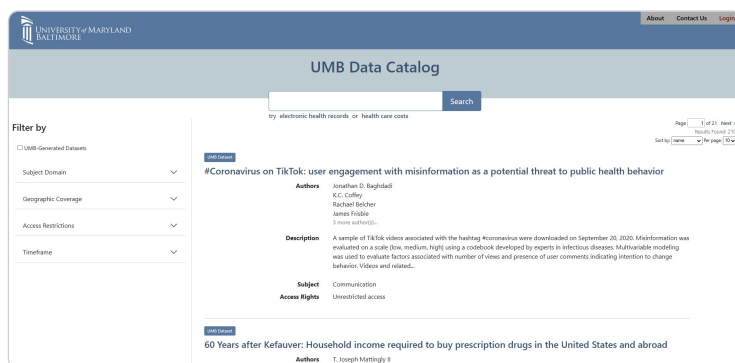 UNIVERSITY of MARYLAND
BALTIMORE
About Contact Us Login
UMB Data Catalog
Search
try electronic health records or health care costs
Filter by
Page 1 of 21 Next
Results Found: 210
Sort by: name Per page: 10
UMB-Generated Datasets
Subject Domain
Geographic Coverage
Access Restrictions
Timeframe
UMB Dataset
#Coronavirus on TikTok: user engagement with misinformation as a potential threat to public health behavior
Authors Jonathan D. Baghdadi
K.C. Coffey
Rachael Belcher
James Frisbie
3 more author(s)...
Description A sample of TikTok videos associated with the hashtag #coronavirus were downloaded on September 20, 2020. Misinformation was
evaluated on a scale (low, medium, high) using a codebook developed by experts in infectious diseases. Multivariable modeling
was used to evaluate factors associated with number of views and presence of user comments indicating intention to change
behavior. Videos and related...
Subject Communication
Access Rights Unrestricted access
UMB Dataset
60 Years after Kefauver: Household income required to buy prescription drugs in the United States and abroad
Authors T. Joseph Mattingly II